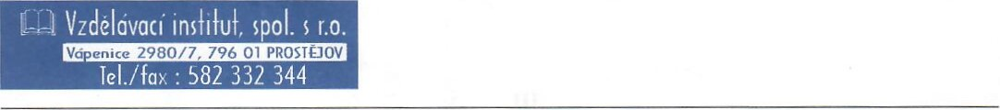 Vzdělávací institut, spol. s r.o.
Vápenice 2980/7, 796 01 PROSTĚJOV
Tel./fax : 582 332 344